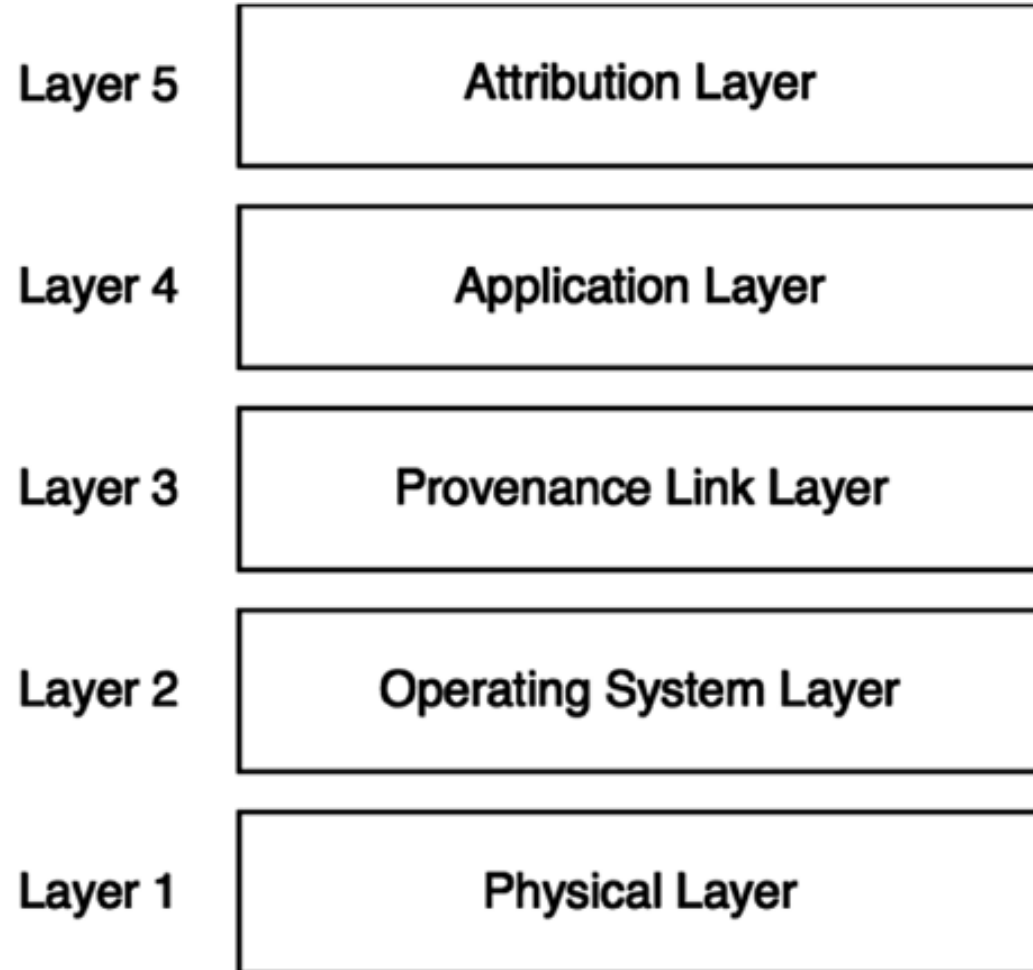 Layer 5 Attribution Layer
Layer 4 Application Layer
Layer 3 Provenance Link Layer
Layer 2 Operating System Layer
Layer 1 Physical Layer